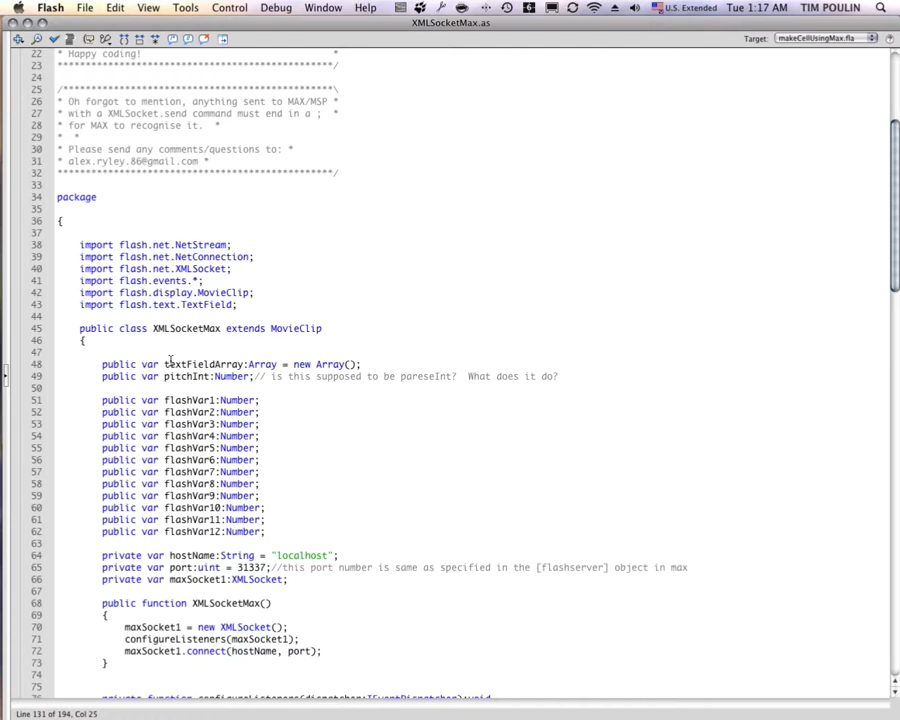 Flash File Edit View Tools Control Debug Window Help U.S. Extended Tue 1:17 AM TIM POULIN
XMLSocketMax.as
Target: makeCellUsingMax.fla
22 * Happy coding! *
23 **********************************************/
24
25 /**********************************************\
26 * Oh forgot to mention, anything sent to MAX/MSP *
27 * with a XMLSocket.send command must end in a ; *
28 * for MAX to recognise it. *
29 * *
30 * Please send any comments/questions to: *
31 * alex.ryley.86@gmail.com *
32 **********************************************/
33
34 package
35
36 {
37
38 import flash.net.NetStream;
39 import flash.net.NetConnection;
40 import flash.net.XMLSocket;
41 import flash.events.*;
42 import flash.display.MovieClip;
43 import flash.text.TextField;
44
45 public class XMLSocketMax extends MovieClip
46 {
47
48 public var textFieldArray:Array = new Array();
49 public var pitchInt:Number;// is this supposed to be pareseInt? What does it do?
50
51 public var flashVar1:Number;
52 public var flashVar2:Number;
53 public var flashVar3:Number;
54 public var flashVar4:Number;
55 public var flashVar5:Number;
56 public var flashVar6:Number;
57 public var flashVar7:Number;
58 public var flashVar8:Number;
59 public var flashVar9:Number;
60 public var flashVar10:Number;
61 public var flashVar11:Number;
62 public var flashVar12:Number;
63
64 private var hostName:String = "localhost";
65 private var port:uint = 31337;//this port number is same as specified in the [flashserver] object in max
66 private var maxSocket1:XMLSocket;
67
68 public function XMLSocketMax()
69 {
70 maxSocket1 = new XMLSocket();
71 configureListeners(maxSocket1);
72 maxSocket1.connect(hostName, port);
73 }
74
75
76 private function configureListeners(dispatcher:IEventDispatcher):void
Line 131 of 194, Col 25